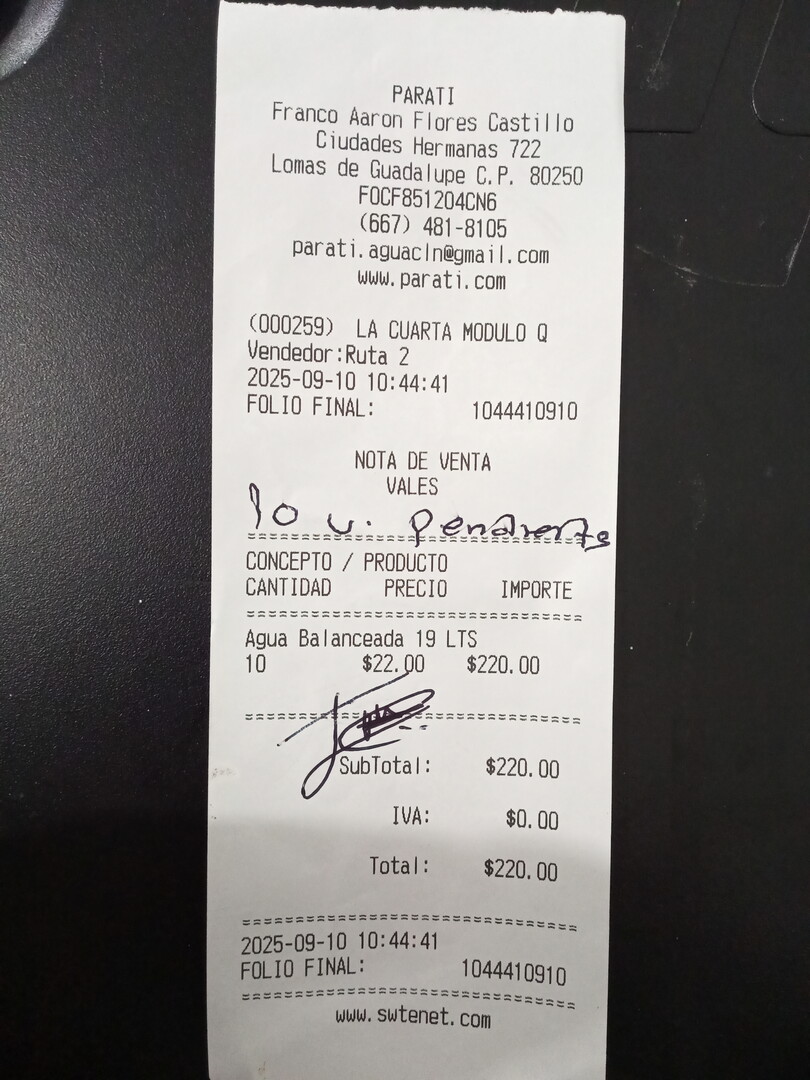 PARATI
Franco Aaron Flores Castillo
Ciudades Hermanas 722
Lomas de Guadalupe C.P. 80250
FOCF851204CN6
(667) 481-8105
parati.aguacln@gmail.com
www.parati.com
(000259) LA CUARTA MODULO Q
Vendedor:Ruta 2
2025-09-10 10:44:41
FOLIO FINAL: 1044410910
NOTA DE VENTA
VALES
10 v. pendientes
================================
CONCEPTO / PRODUCTO
CANTIDAD PRECIO IMPORTE
================================
Agua Balanceada 19 LTS
10 $22.00 $220.00
================================
SubTotal: $220.00
IVA: $0.00
Total: $220.00
================================
2025-09-10 10:44:41
FOLIO FINAL: 1044410910
================================
www.swtenet.com